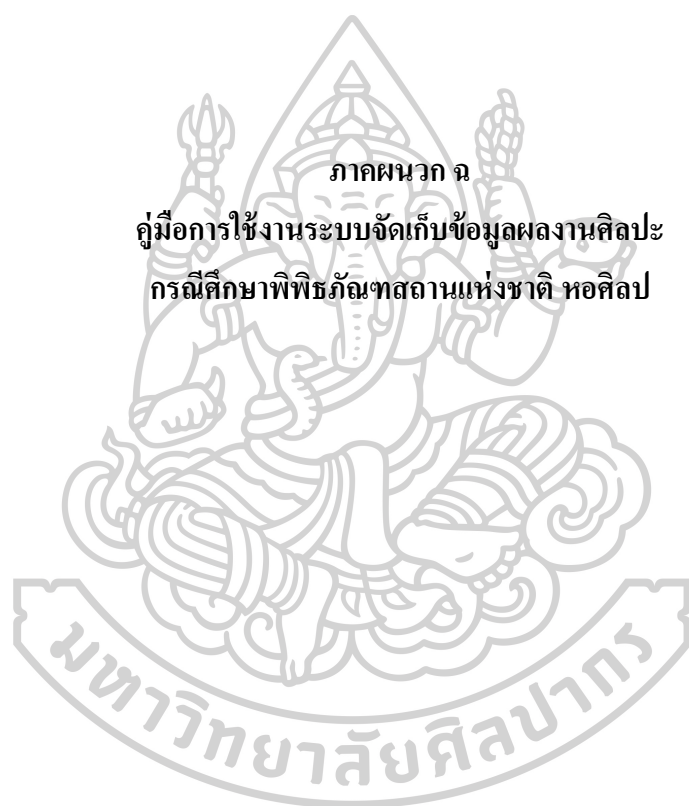 ภาคผนวก ฉ
คู่มือการใช้งานระบบจัดเก็บข้อมูลผลงานศิลปะ
กรณีศึกษาพิพิธภัณฑสถานแห่งชาติ หอศิลป
มหาวิทยาลัยศิลปากร